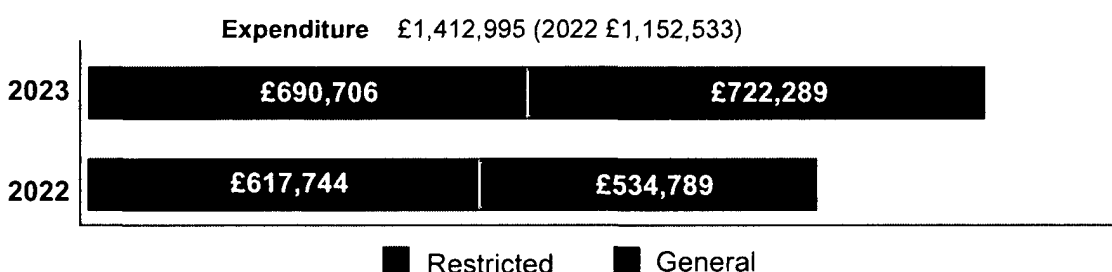 Expenditure £1,412,995 (2022 £1,152,533)
2023 £690,706 £722,289
2022 £617,744 £534,789
Restricted General